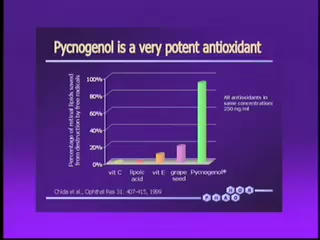 Pycnogenol is a very potent antioxidant
Percentage of retinal lipids saved
from destruction by free radicals
100%
80%
60%
40%
20%
0%
vit C
lipoic
acid
vit E
grape
seed
Pycnogenol®
All antioxidants in
same concentration:
250 ng ml
Chida et al., Ophthal Res 31: 407-415, 1999
HOR
PHAG